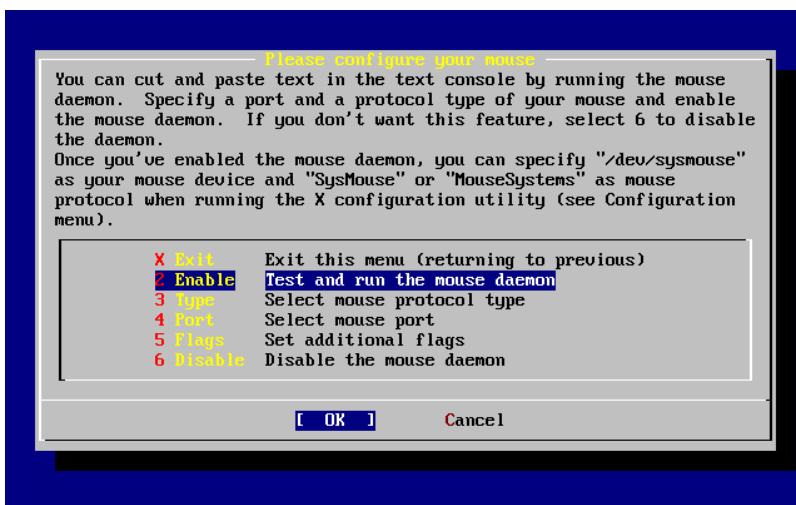 Please configure your mouse
You can cut and paste text in the text console by running the mouse
daemon.  Specify a port and a protocol type of your mouse and enable
the mouse daemon.  If you don't want this feature, select 6 to disable
the daemon.
Once you've enabled the mouse daemon, you can specify "/dev/sysmouse"
as your mouse device and "SysMouse" or "MouseSystems" as mouse
protocol when running the X configuration utility (see Configuration
menu).
X Exit Exit this menu (returning to previous)
2 Enable Test and run the mouse daemon
3 Type Select mouse protocol type
4 Port Select mouse port
5 Flags Set additional flags
6 Disable Disable the mouse daemon
[ OK ] Cancel